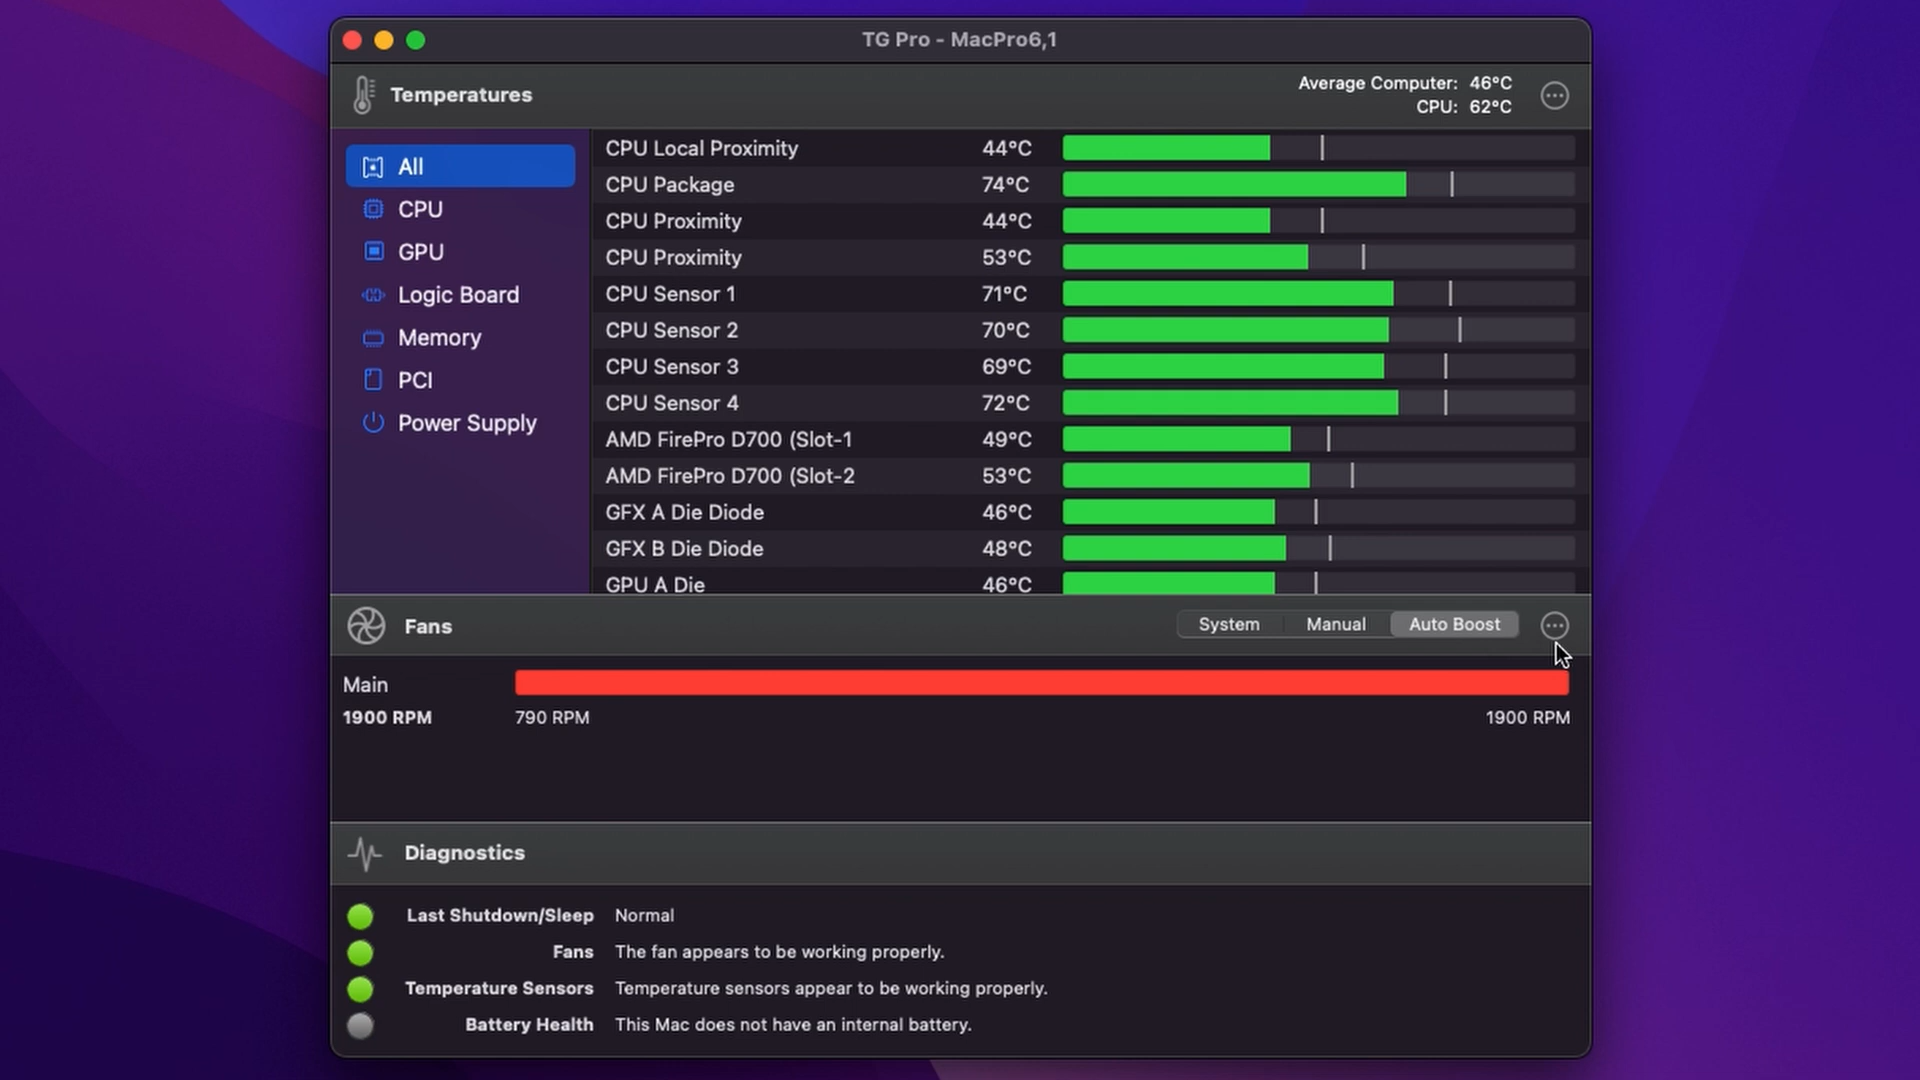 TG Pro - MacPro6,1
Temperatures
Average Computer: 46°C
CPU: 62°C
All
CPU
GPU
Logic Board
Memory
PCI
Power Supply
CPU Local Proximity 44°C
CPU Package 74°C
CPU Proximity 44°C
CPU Proximity 53°C
CPU Sensor 1 71°C
CPU Sensor 2 70°C
CPU Sensor 3 69°C
CPU Sensor 4 72°C
AMD FirePro D700 (Slot-1 49°C
AMD FirePro D700 (Slot-2 53°C
GFX A Die Diode 46°C
GFX B Die Diode 48°C
GPU A Die 46°C
Fans
System Manual Auto Boost
Main
1900 RPM 790 RPM 1900 RPM
Diagnostics
Last Shutdown/Sleep Normal
Fans The fan appears to be working properly.
Temperature Sensors Temperature sensors appear to be working properly.
Battery Health This Mac does not have an internal battery.